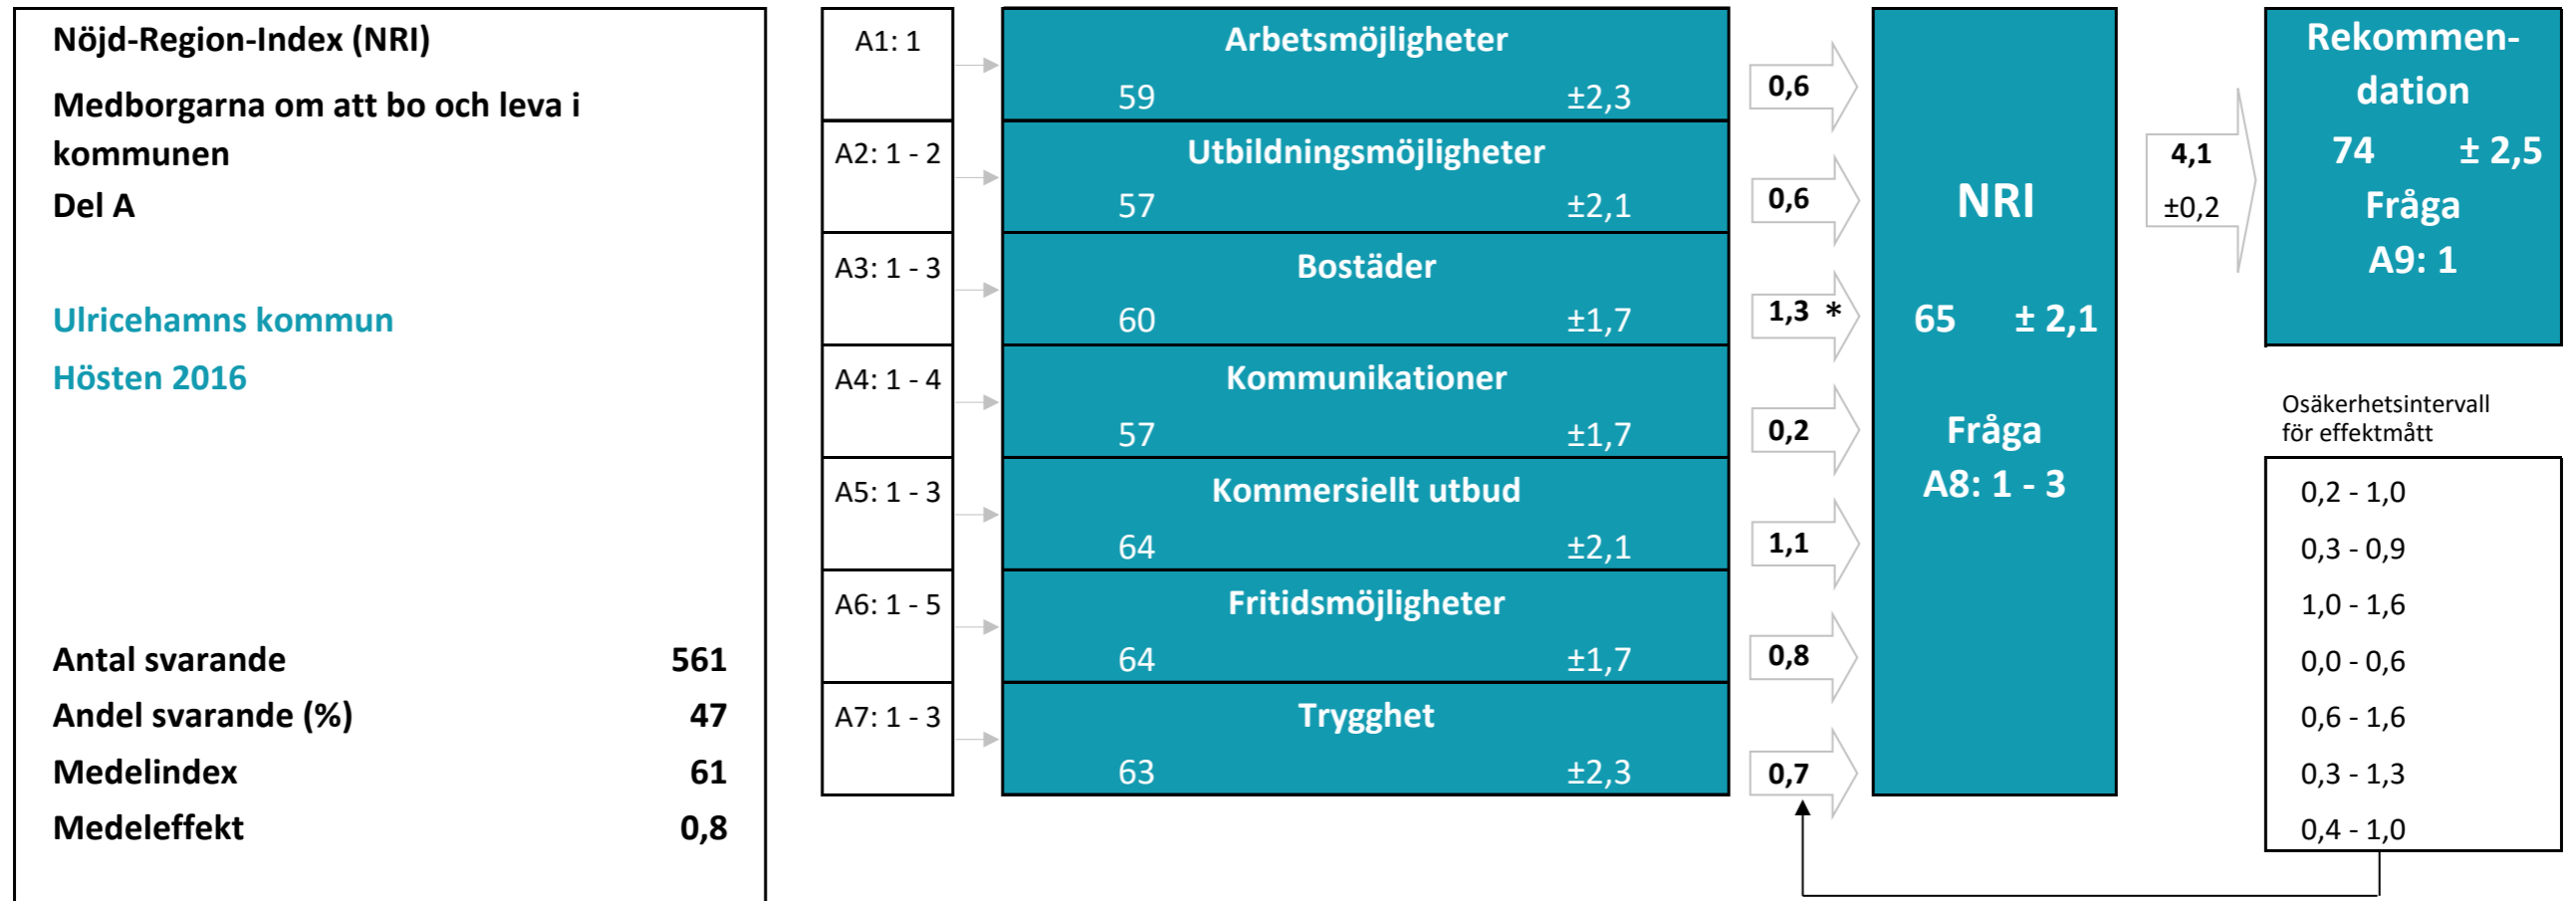 Nöjd-Region-Index (NRI)
Medborgarna om att bo och leva i
kommunen
Del A
Ulricehamns kommun
Hösten 2016
Antal svarande 561
Andel svarande (%) 47
Medelindex 61
Medeleffekt 0,8
A1: 1
Arbetsmöjligheter
59 ±2,3
0,6
A2: 1 - 2
Utbildningsmöjligheter
57 ±2,1
0,6
A3: 1 - 3
Bostäder
60 ±1,7
1,3 *
A4: 1 - 4
Kommunikationer
57 ±1,7
0,2
A5: 1 - 3
Kommersiellt utbud
64 ±2,1
1,1
A6: 1 - 5
Fritidsmöjligheter
64 ±1,7
0,8
A7: 1 - 3
Trygghet
63 ±2,3
0,7
NRI
65 ± 2,1
Fråga
A8: 1 - 3
4,1
±0,2
Rekommen-
dation
74 ± 2,5
Fråga
A9: 1
Osäkerhetsintervall
för effektmått
0,2 - 1,0
0,3 - 0,9
1,0 - 1,6
0,0 - 0,6
0,6 - 1,6
0,3 - 1,3
0,4 - 1,0